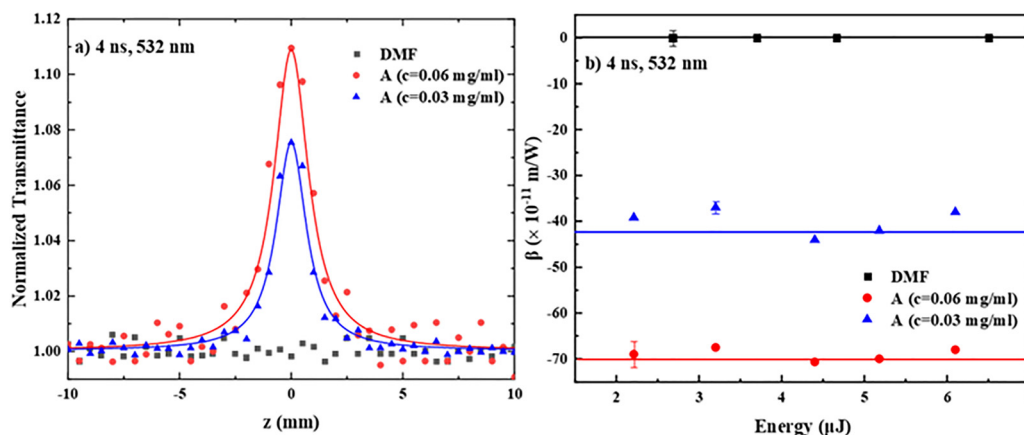 a) 4 ns, 532 nm
DMF
A (c=0.06 mg/ml)
A (c=0.03 mg/ml)
Normalized Transmittance
1.12
1.10
1.08
1.06
1.04
1.02
1.00
-10
-5
0
5
10
z (mm)
b) 4 ns, 532 nm
β (× 10⁻¹¹ m/W)
0
-10
-20
-30
-40
-50
-60
-70
DMF
A (c=0.06 mg/ml)
A (c=0.03 mg/ml)
2
3
4
5
6
7
Energy (μJ)